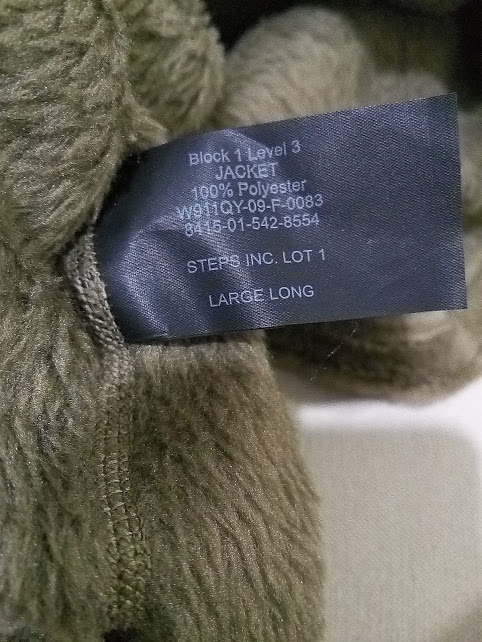 Block 1 Level 3
JACKET
100% Polyester
W911QY-09-F-0083
8415-01-542-8554
STEPS INC. LOT 1
LARGE LONG